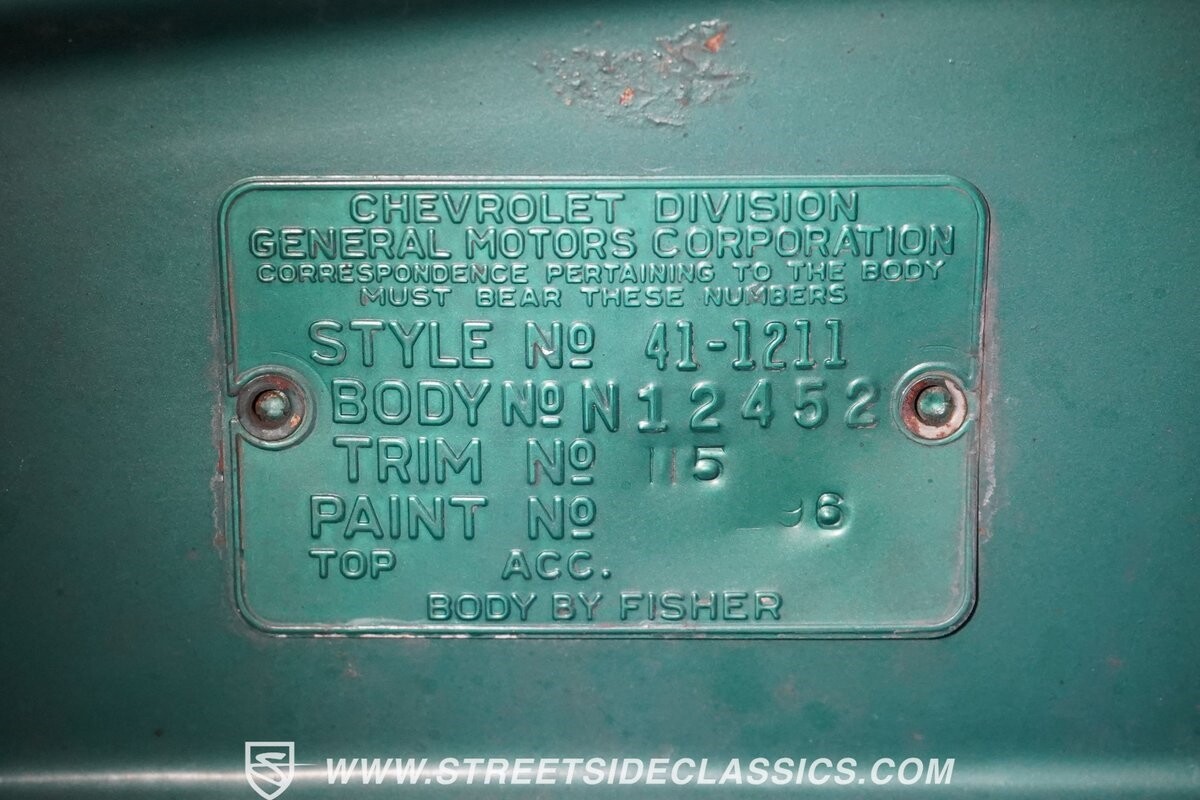 CHEVROLET DIVISION
GENERAL MOTORS CORPORATION
CORRESPONDENCE PERTAINING TO THE BODY
MUST BEAR THESE NUMBERS
STYLE Nº 41-1211
BODY Nº N12452
TRIM Nº 115
PAINT Nº
TOP ACC.
BODY BY FISHER
WWW.STREETSIDECLASSICS.COM